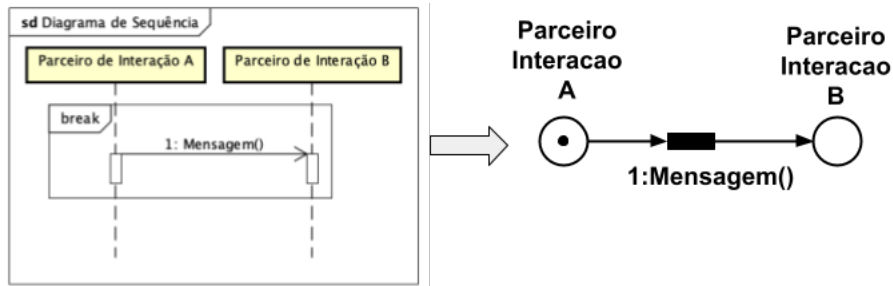 sd Diagrama de Sequência
Parceiro de Interação A
Parceiro de Interação B
break
1: Mensagem()
Parceiro
Interacao
A
Parceiro
Interacao
B
1:Mensagem()